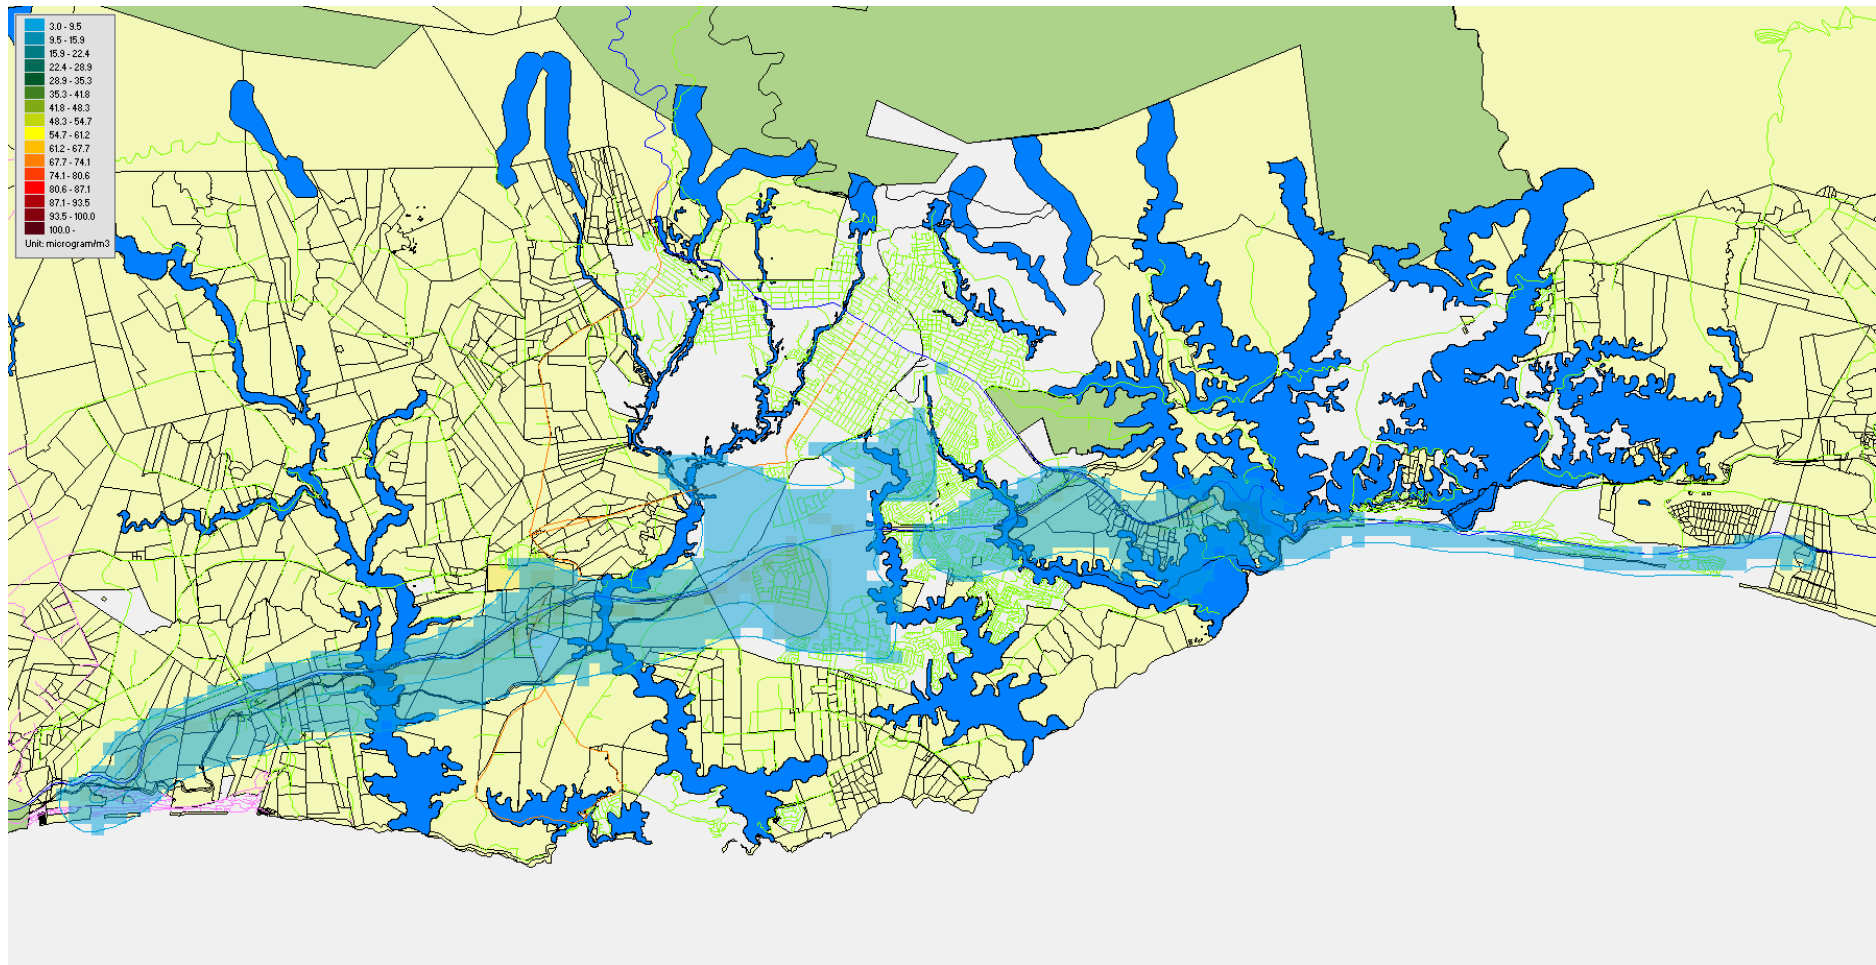 3.0 - 9.5
9.5 - 15.9
15.9 - 22.4
22.4 - 28.9
28.9 - 35.3
35.3 - 41.8
41.8 - 48.3
48.3 - 54.7
54.7 - 61.2
61.2 - 67.7
67.7 - 74.1
74.1 - 80.6
80.6 - 87.1
87.1 - 93.5
93.5 - 100.0
100.0 -
Unit: microgram/m3